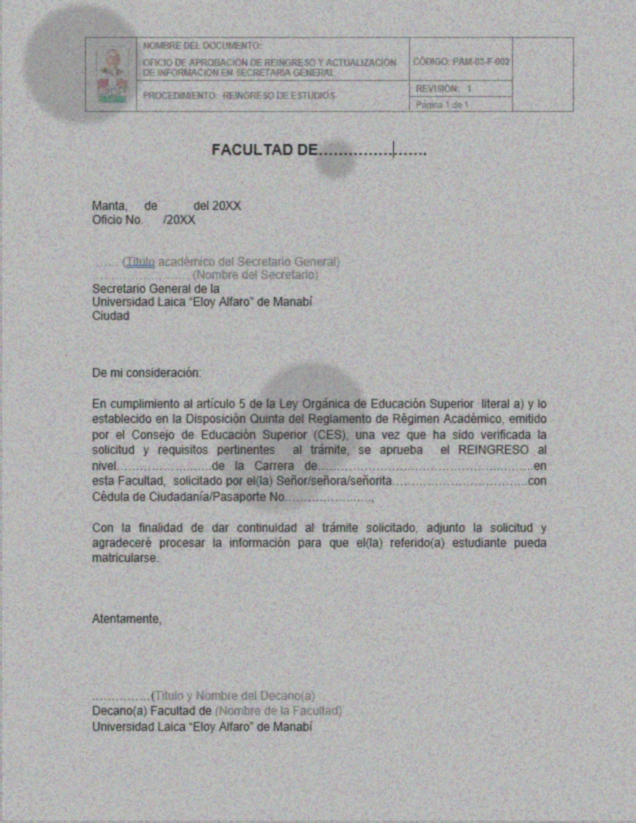 NOMBRE DEL DOCUMENTO:
OFICIO DE APROBACIÓN DE REINGRESO Y ACTUALIZACIÓN
DE INFORMACIÓN EN SECRETARÍA GENERAL
CÓDIGO: PAM-03-F-002
PROCEDIMIENTO: REINGRESO DE ESTUDIOS
REVISIÓN: 1
Página 1 de 1
FACULTAD DE........................
Manta, de del 20XX
Oficio No. /20XX
...... (Título académico del Secretario General)
.......................(Nombre del Secretario)
Secretario General de la
Universidad Laica “Eloy Alfaro” de Manabí
Ciudad
De mi consideración:
En cumplimiento al artículo 5 de la Ley Orgánica de Educación Superior literal a) y lo
establecido en la Disposición Quinta del Reglamento de Régimen Académico, emitido
por el Consejo de Educación Superior (CES), una vez que ha sido verificada la
solicitud y requisitos pertinentes al trámite, se aprueba el REINGRESO al
nivel........................de la Carrera de......................................................en
esta Facultad, solicitado por el(la) Señor/señora/señorita..................................con
Cédula de Ciudadanía/Pasaporte No......................,
Con la finalidad de dar continuidad al trámite solicitado, adjunto la solicitud y
agradeceré procesar la información para que el(la) referido(a) estudiante pueda
matricularse.
Atentamente,
................(Título y Nombre del Decano(a)
Decano(a) Facultad de (Nombre de la Facultad)
Universidad Laica “Eloy Alfaro” de Manabí